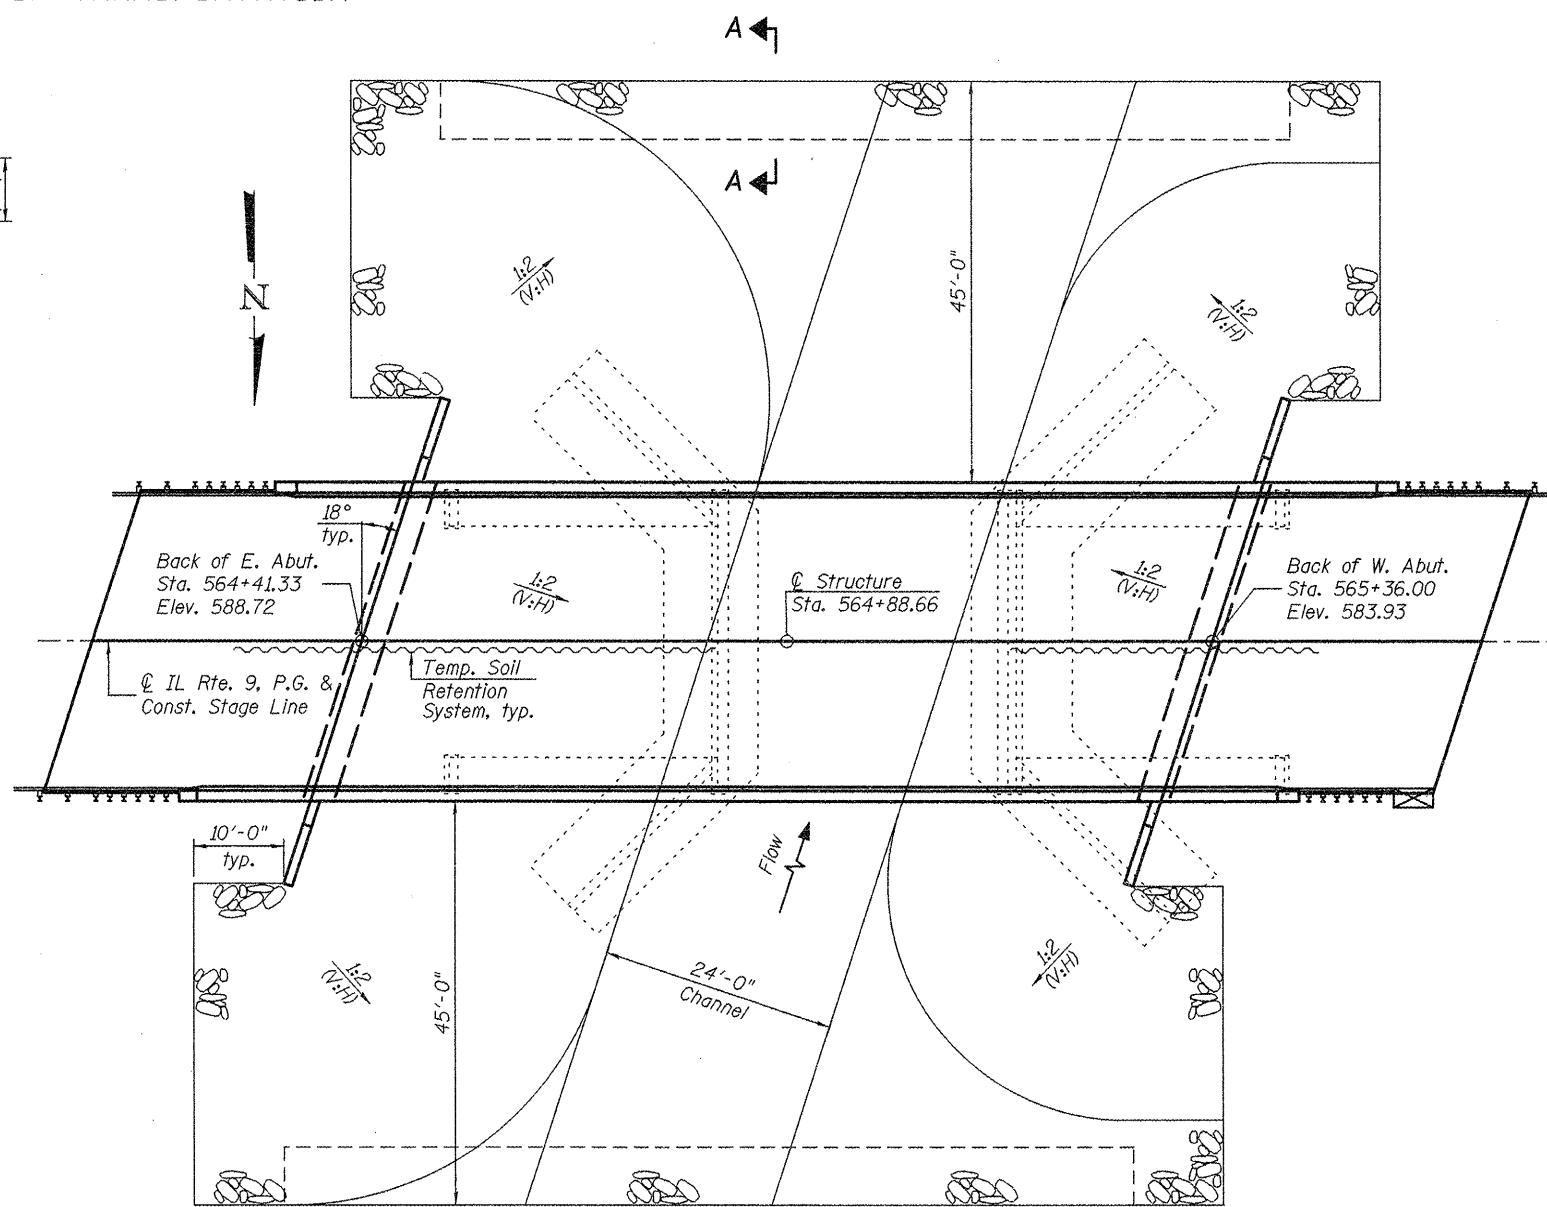 A
A
N
1:2
(V:H)
45'-0"
1:2
(V:H)
18°
typ.
Back of E. Abut.
Sta. 564+41.33
Elev. 588.72
1:2
(V:H)
℄ Structure
Sta. 564+88.66
1:2
(V:H)
Back of W. Abut.
Sta. 565+36.00
Elev. 583.93
℄ IL Rte. 9, P.G. &
Const. Stage Line
Temp. Soil
Retention
System, typ.
10'-0"
typ.
Flow
1:2
(V:H)
45'-0"
24'-0"
Channel
1:2
(V:H)